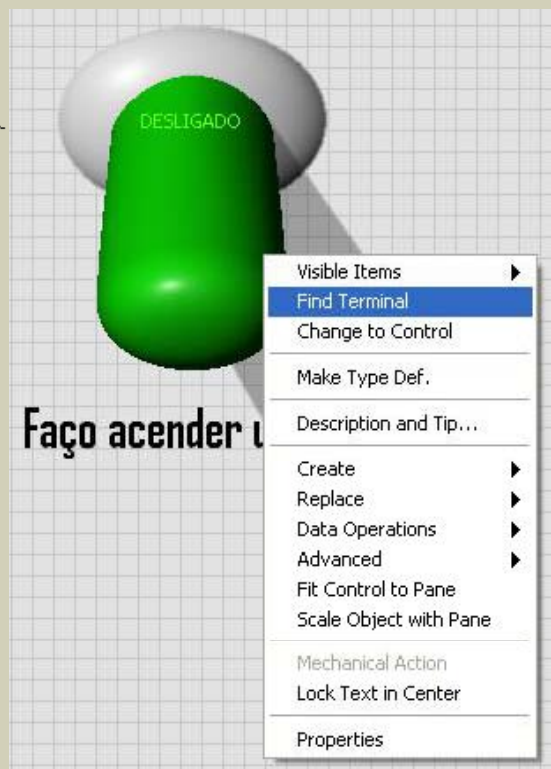 DESLIGADO
Faço acender
Visible Items
Find Terminal
Change to Control
Make Type Def.
Description and Tip...
Create
Replace
Data Operations
Advanced
Fit Control to Pane
Scale Object with Pane
Mechanical Action
Lock Text in Center
Properties